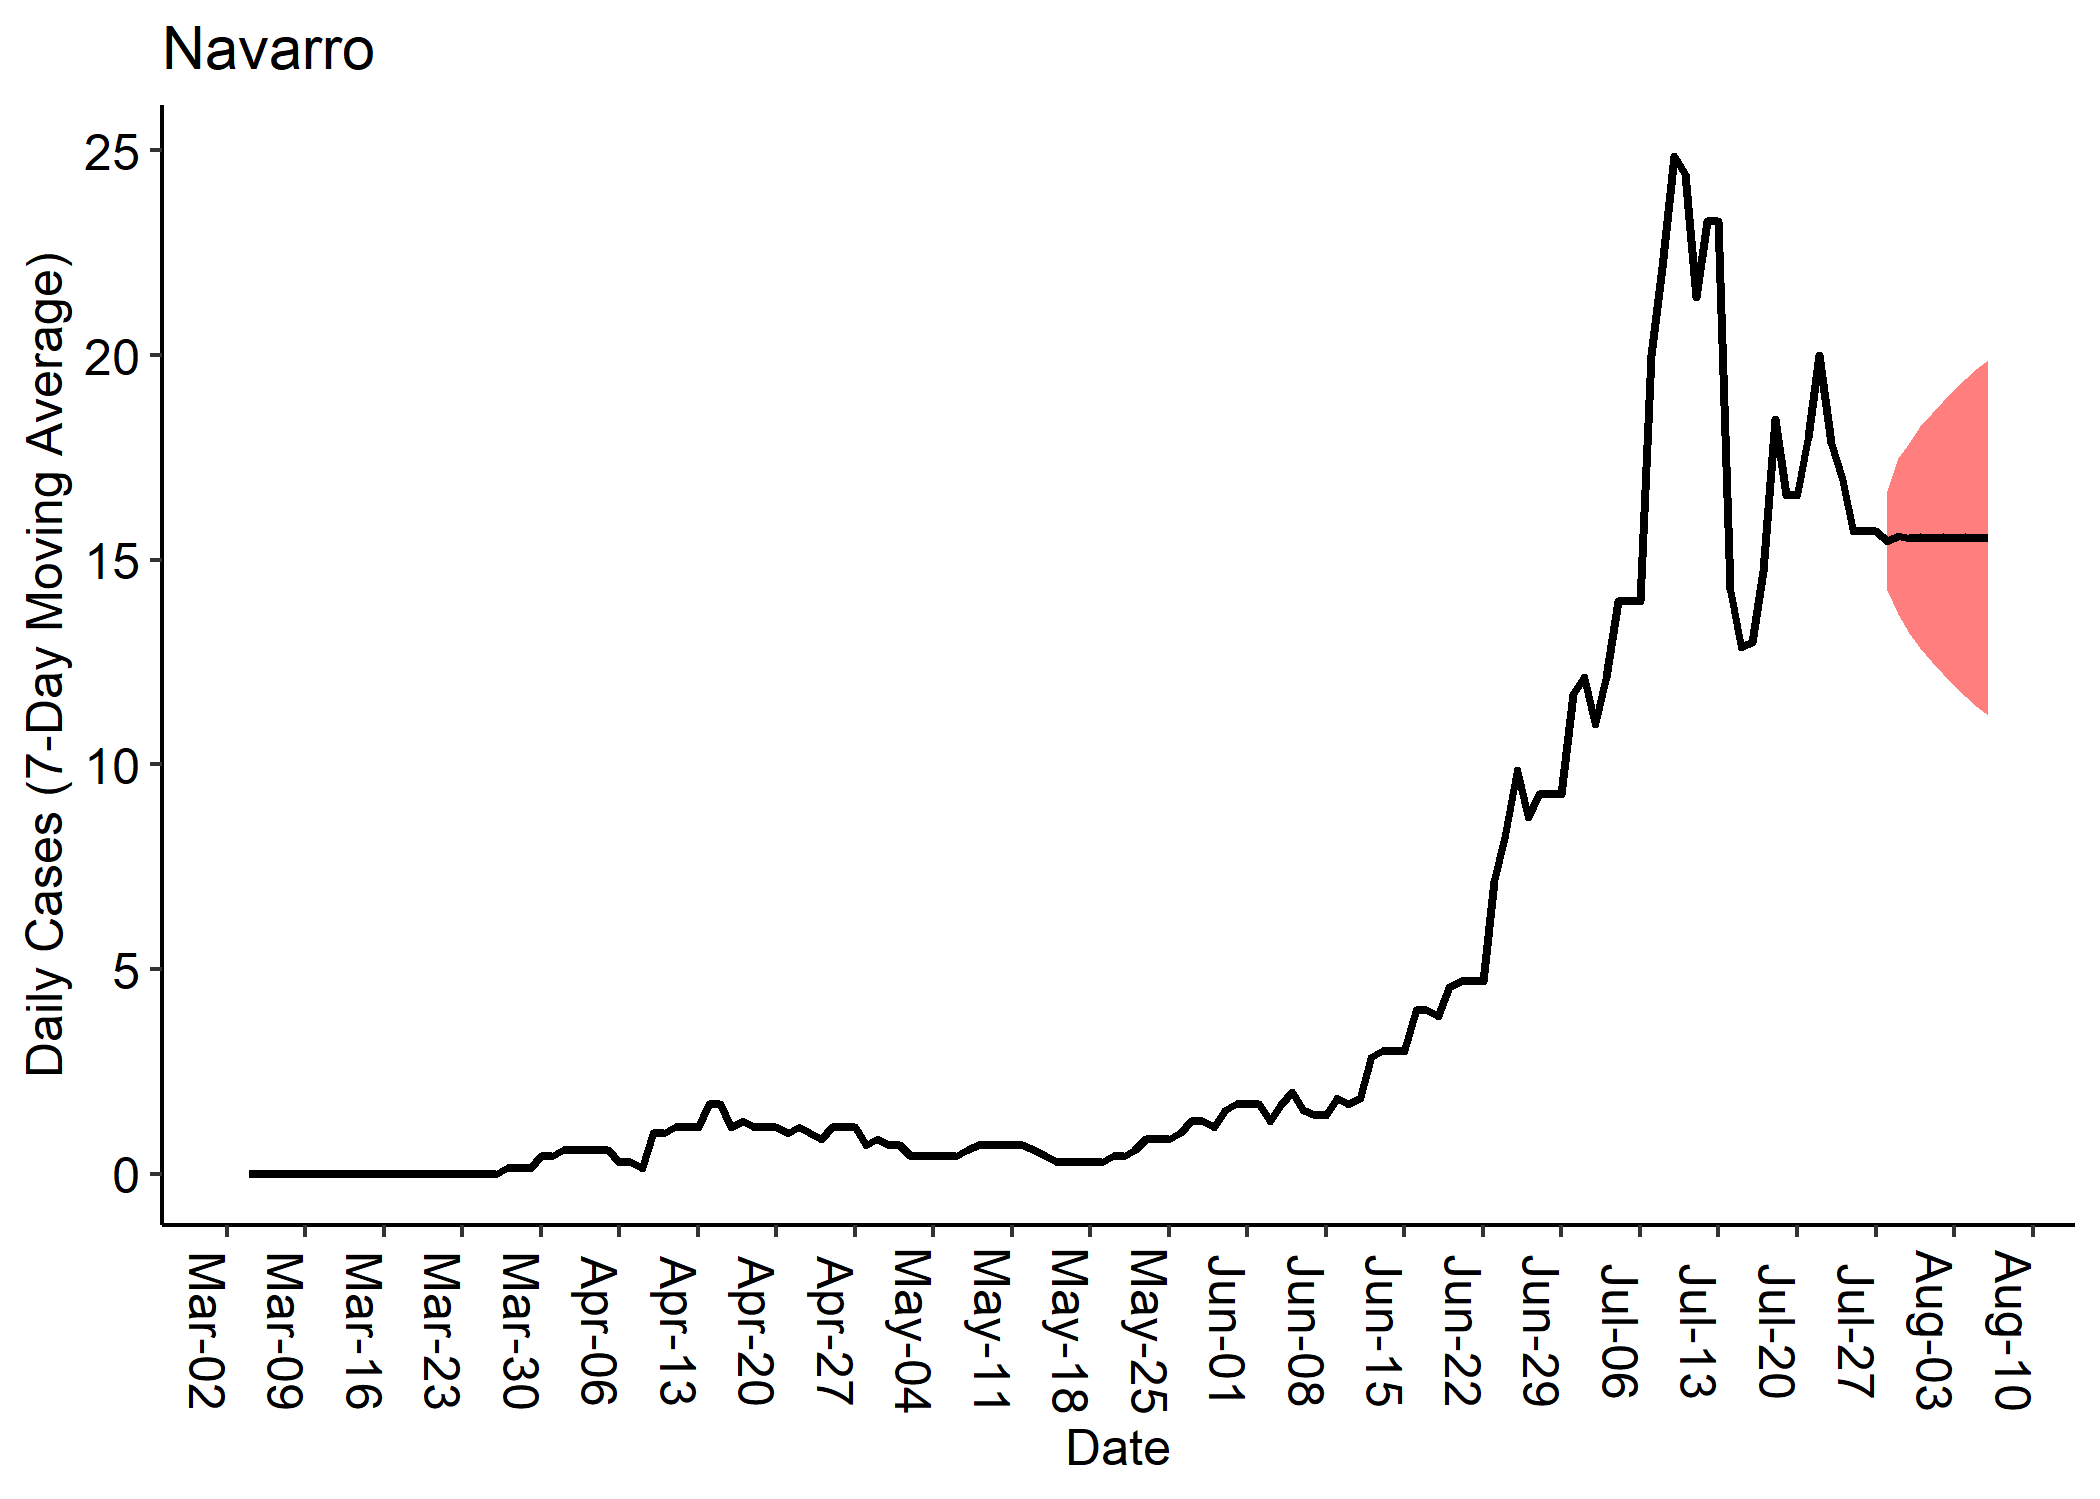 Navarro
Daily Cases (7-Day Moving Average)
25
20
15
10
5
0
Mar-02
Mar-09
Mar-16
Mar-23
Mar-30
Apr-06
Apr-13
Apr-20
Apr-27
May-04
May-11
May-18
May-25
Jun-01
Jun-08
Jun-15
Jun-22
Jun-29
Jul-06
Jul-13
Jul-20
Jul-27
Aug-03
Aug-10
Date